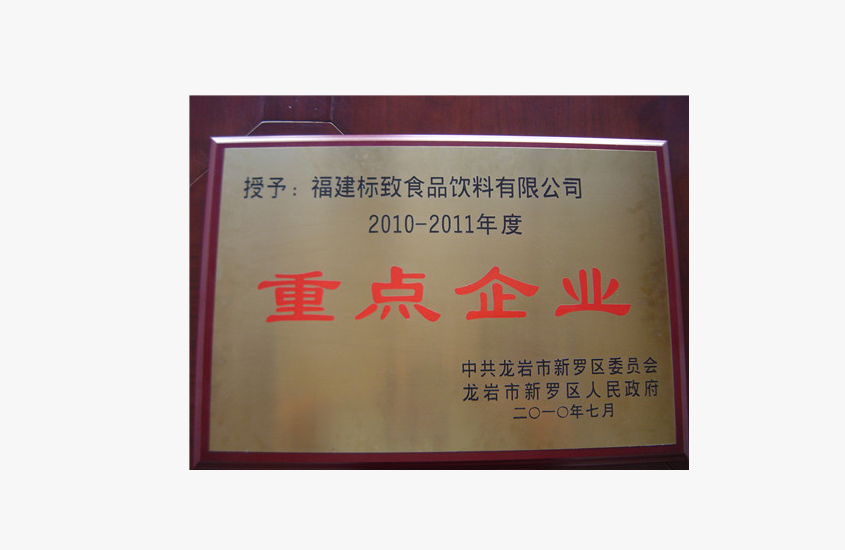 授予：福建标致食品饮料有限公司
2010-2011年度
重点企业
中共龙岩市新罗区委员会
龙岩市新罗区人民政府
二〇一〇年七月